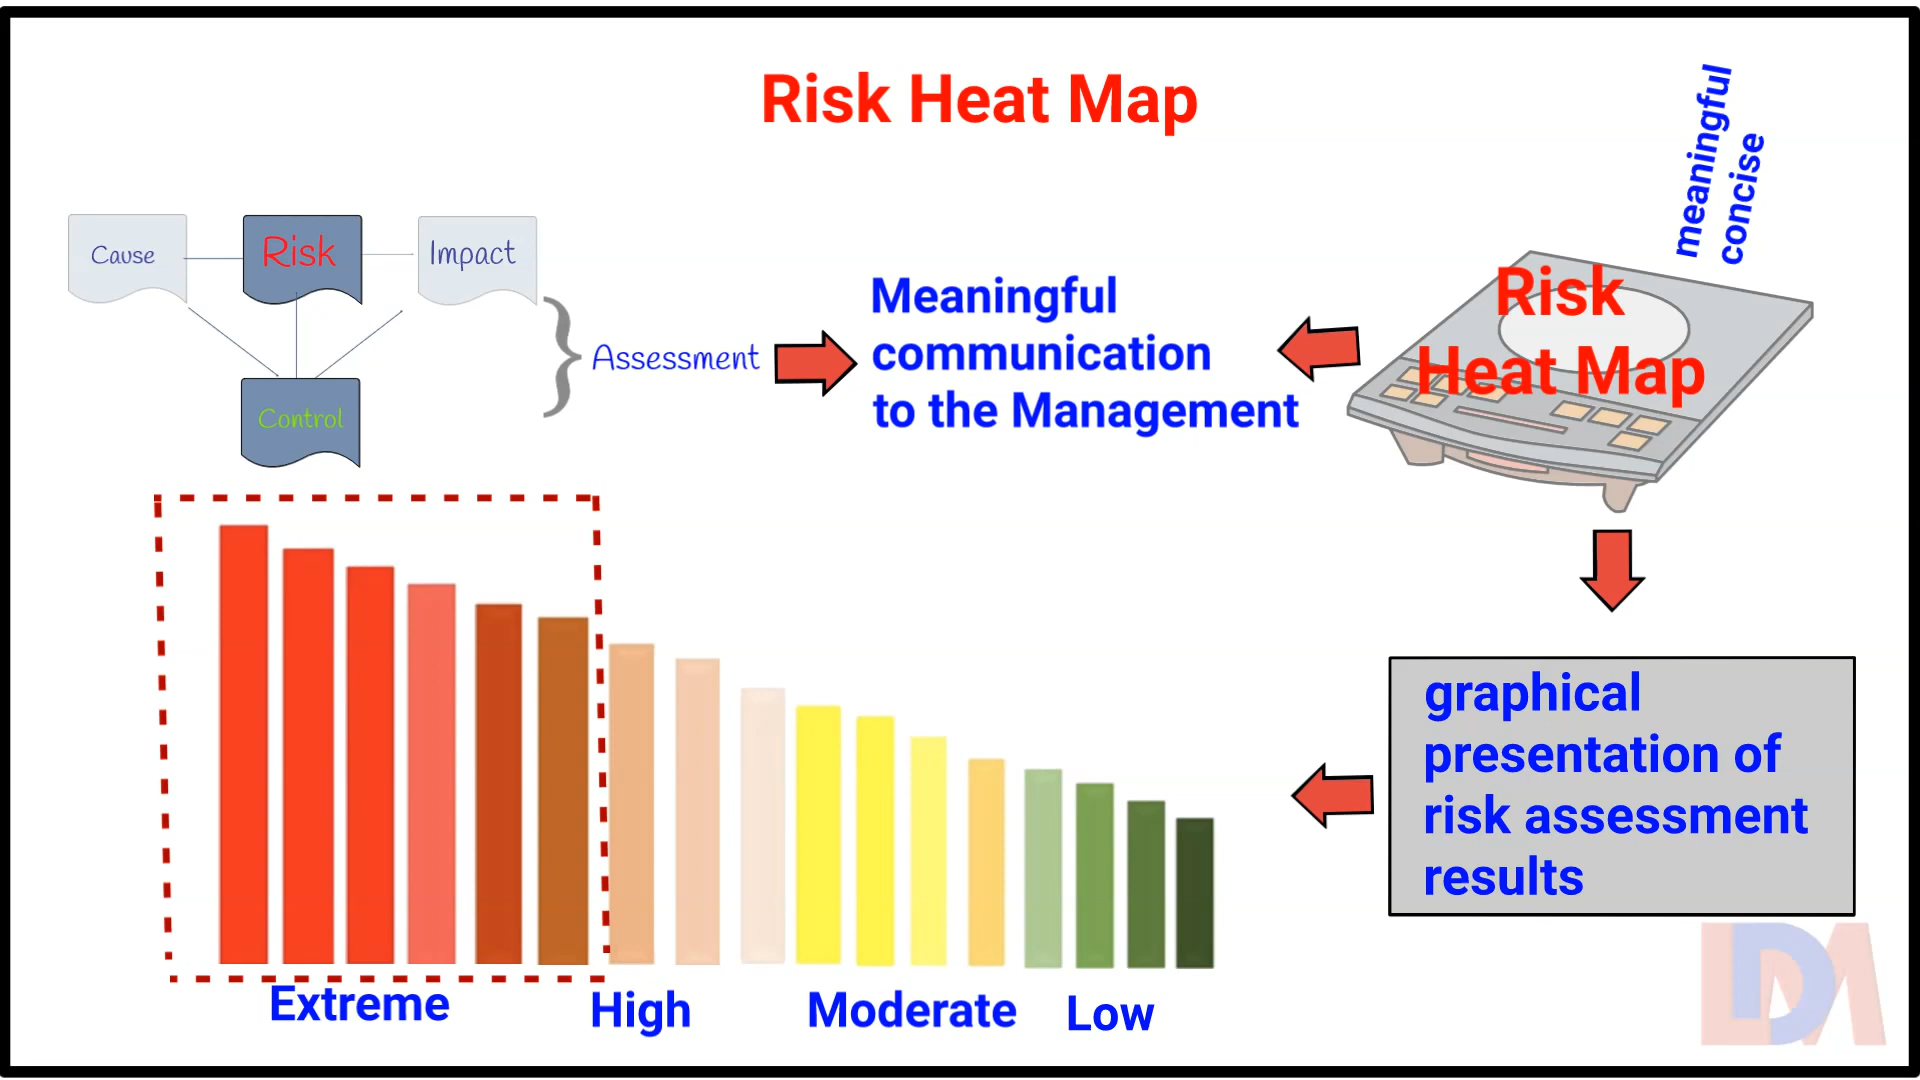 Risk Heat Map
meaningful
concise
Cause
Risk
Impact
Control
Assessment
Meaningful
communication
to the Management
Risk
Heat Map
graphical
presentation of
risk assessment
results
Extreme
High
Moderate
Low
DM